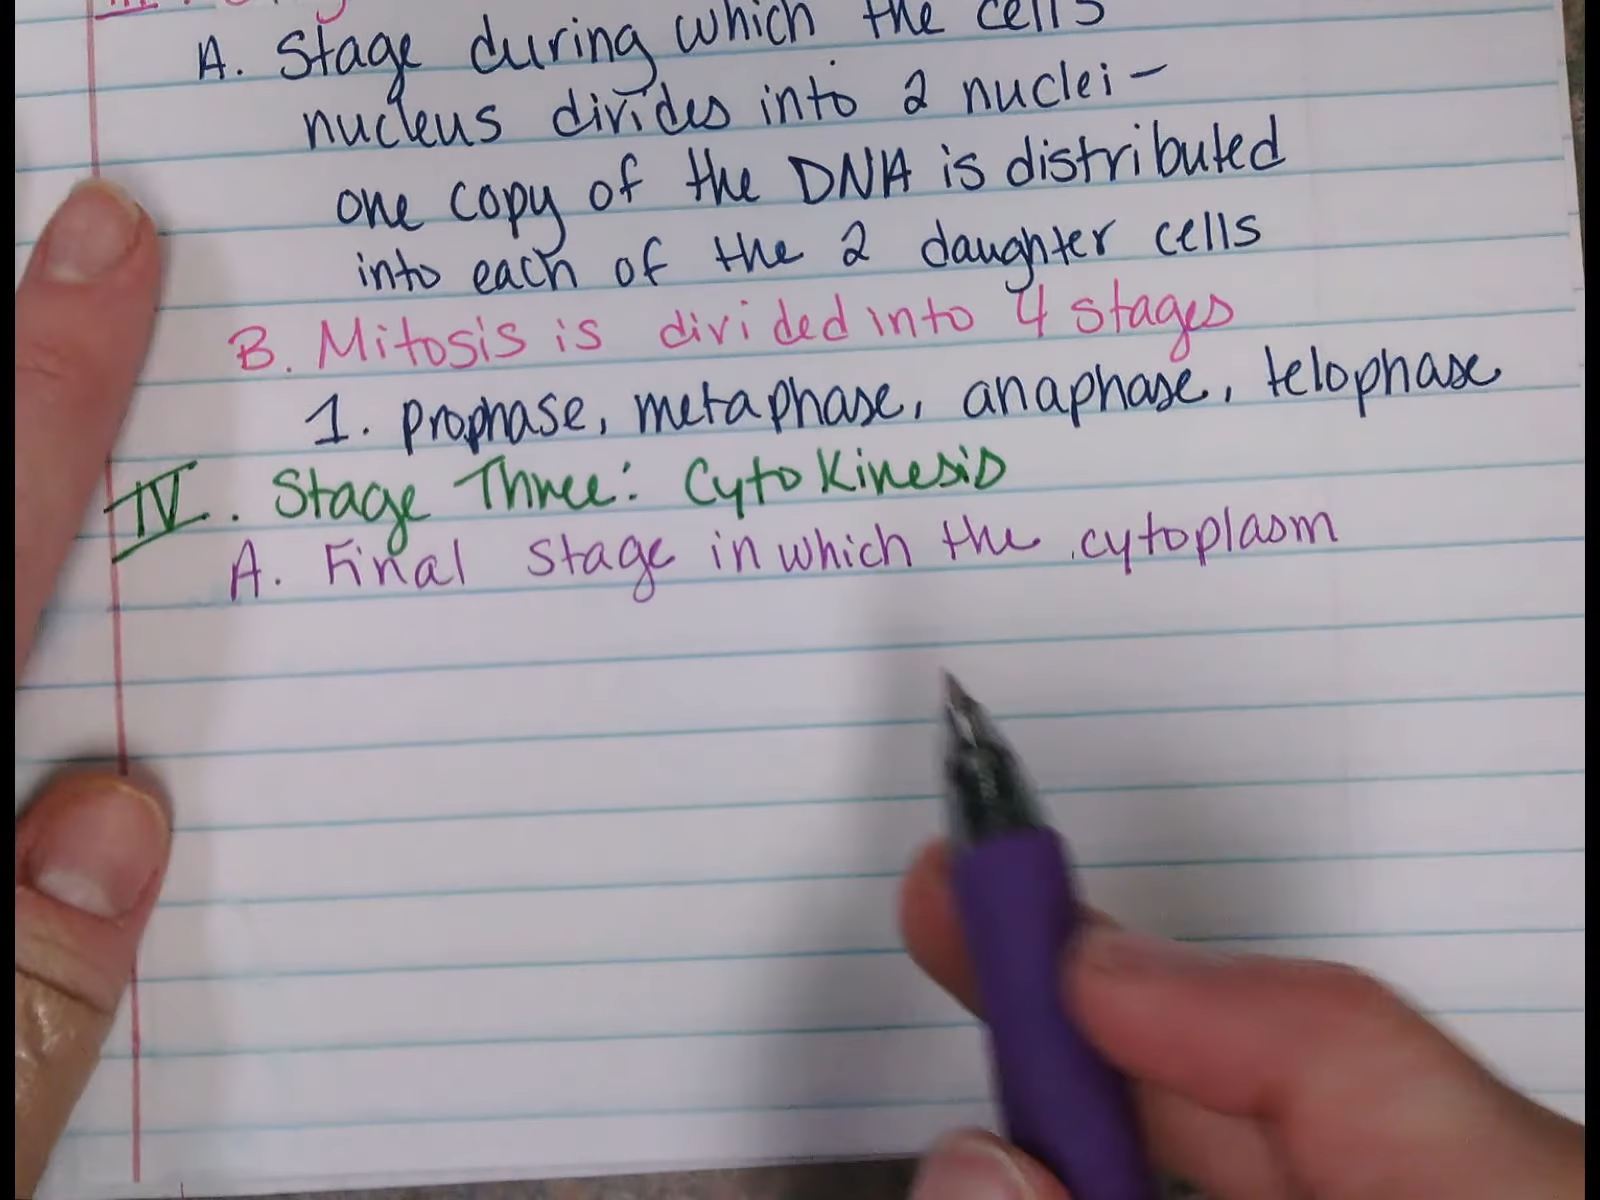 A. Stage during which the cells
nucleus divides into 2 nuclei -
one copy of the DNA is distributed
into each of the 2 daughter cells
B. Mitosis is divided into 4 stages
1. prophase, metaphase, anaphase, telophase
IV. Stage Three: Cytokinesis
A. Final stage in which the cytoplasm